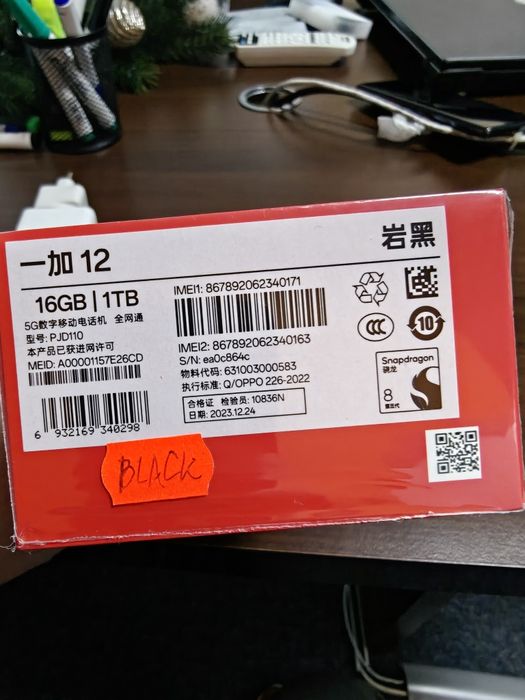 一加 12
岩黑
16GB | 1TB
5G数字移动电话机 全网通
型号: PJD110
本产品已获进网许可
MEID: A00001157E26CD
6 932169 340298
IMEI1: 867892062340171
IMEI2: 867892062340163
S/N: ea0c864c
物料代码: 631003000583
执行标准: Q/OPPO 226-2022
合格证 检验员: 10836N
日期: 2023.12.24
10
Snapdragon
骁龙
8
第三代
BLACK